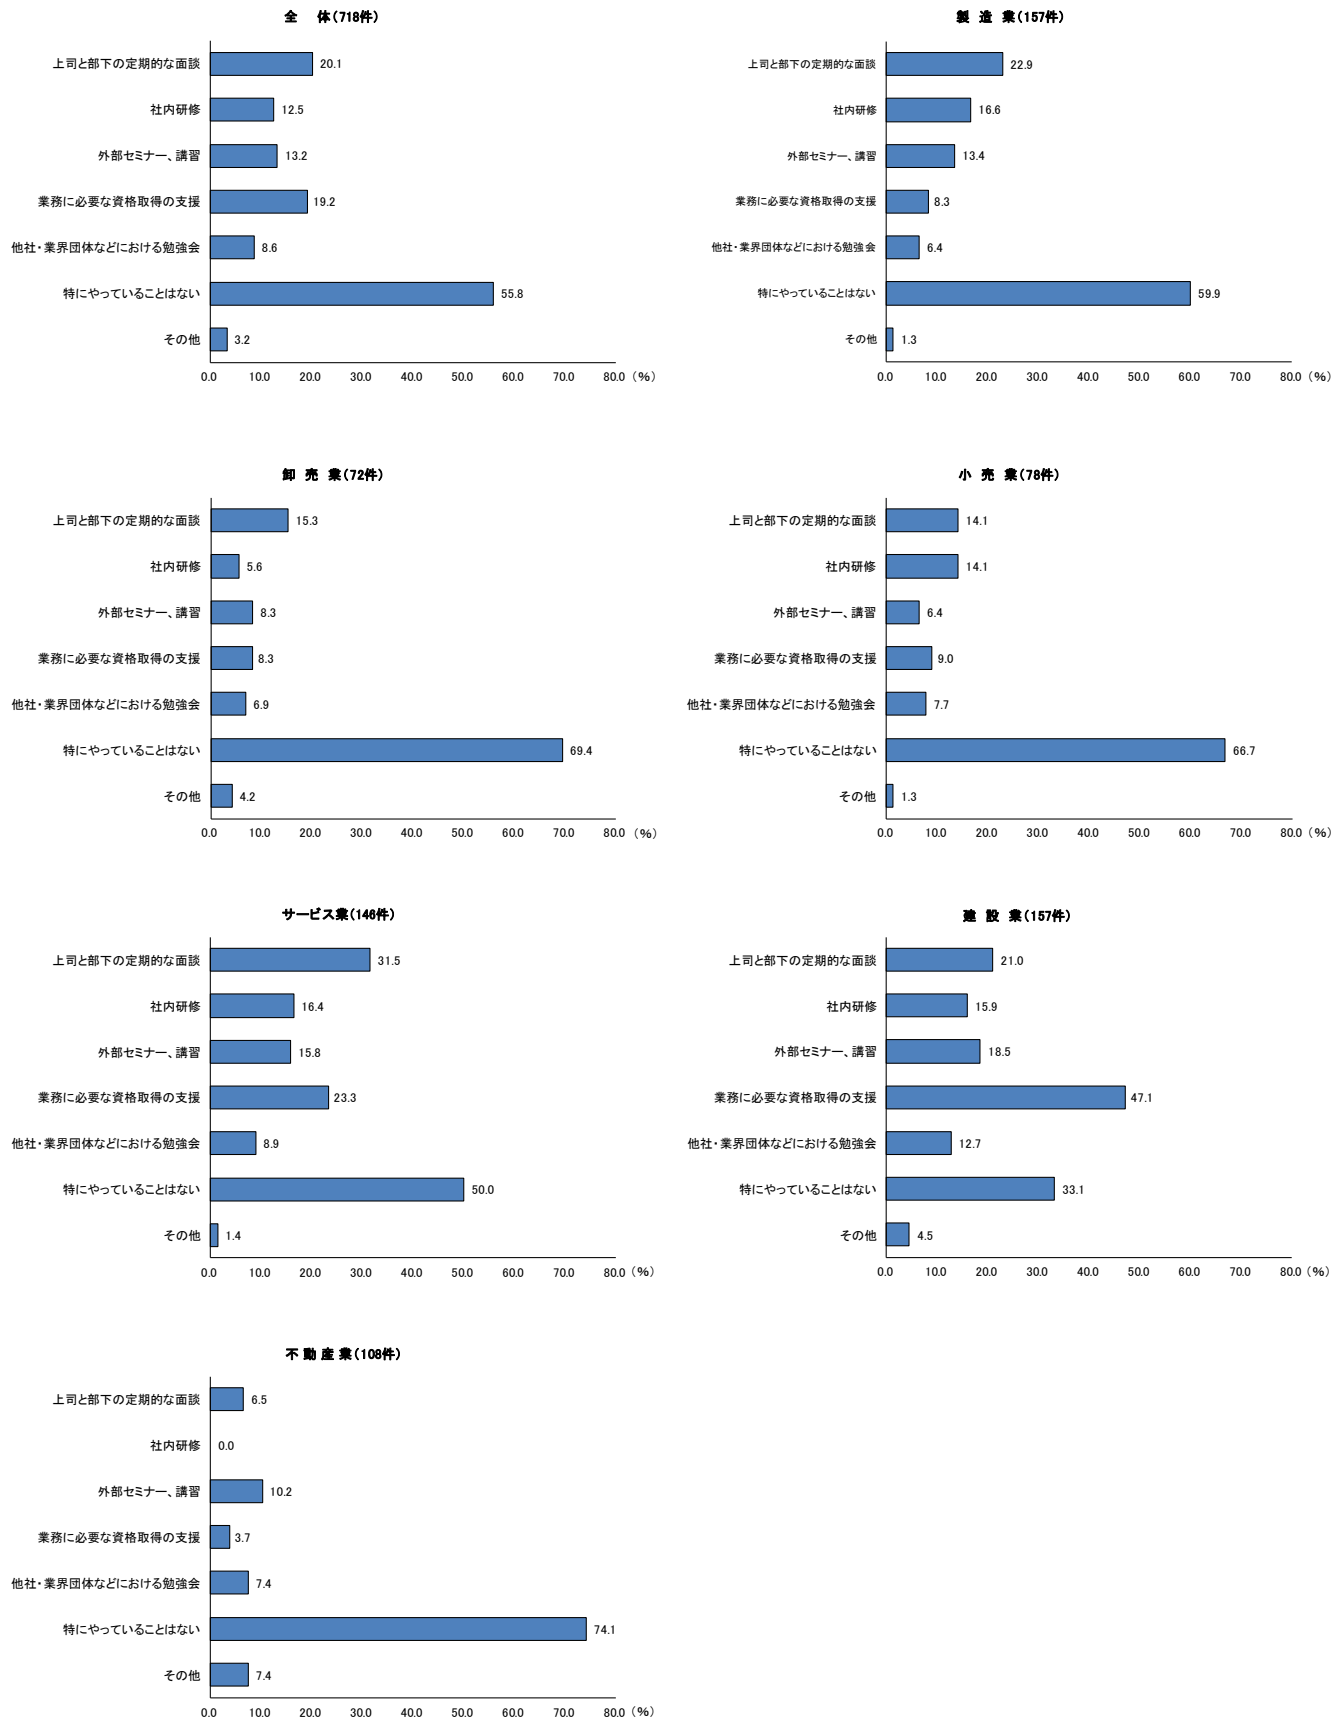 全　体(718件)
上司と部下の定期的な面談 20.1
社内研修 12.5
外部セミナー、講習 13.2
業務に必要な資格取得の支援 19.2
他社・業界団体などにおける勉強会 8.6
特にやっていることはない 55.8
その他 3.2
0.0 10.0 20.0 30.0 40.0 50.0 60.0 70.0 80.0 (%)
製 造 業(157件)
上司と部下の定期的な面談 22.9
社内研修 16.6
外部セミナー、講習 13.4
業務に必要な資格取得の支援 8.3
他社・業界団体などにおける勉強会 6.4
特にやっていることはない 59.9
その他 1.3
0.0 10.0 20.0 30.0 40.0 50.0 60.0 70.0 80.0 (%)
卸 売 業(72件)
上司と部下の定期的な面談 15.3
社内研修 5.6
外部セミナー、講習 8.3
業務に必要な資格取得の支援 8.3
他社・業界団体などにおける勉強会 6.9
特にやっていることはない 69.4
その他 4.2
0.0 10.0 20.0 30.0 40.0 50.0 60.0 70.0 80.0 (%)
小 売 業(78件)
上司と部下の定期的な面談 14.1
社内研修 14.1
外部セミナー、講習 6.4
業務に必要な資格取得の支援 9.0
他社・業界団体などにおける勉強会 7.7
特にやっていることはない 66.7
その他 1.3
0.0 10.0 20.0 30.0 40.0 50.0 60.0 70.0 80.0 (%)
サービス業(146件)
上司と部下の定期的な面談 31.5
社内研修 16.4
外部セミナー、講習 15.8
業務に必要な資格取得の支援 23.3
他社・業界団体などにおける勉強会 8.9
特にやっていることはない 50.0
その他 1.4
0.0 10.0 20.0 30.0 40.0 50.0 60.0 70.0 80.0 (%)
建 設 業(157件)
上司と部下の定期的な面談 21.0
社内研修 15.9
外部セミナー、講習 18.5
業務に必要な資格取得の支援 47.1
他社・業界団体などにおける勉強会 12.7
特にやっていることはない 33.1
その他 4.5
0.0 10.0 20.0 30.0 40.0 50.0 60.0 70.0 80.0 (%)
不 動 産 業(108件)
上司と部下の定期的な面談 6.5
社内研修 0.0
外部セミナー、講習 10.2
業務に必要な資格取得の支援 3.7
他社・業界団体などにおける勉強会 7.4
特にやっていることはない 74.1
その他 7.4
0.0 10.0 20.0 30.0 40.0 50.0 60.0 70.0 80.0 (%)